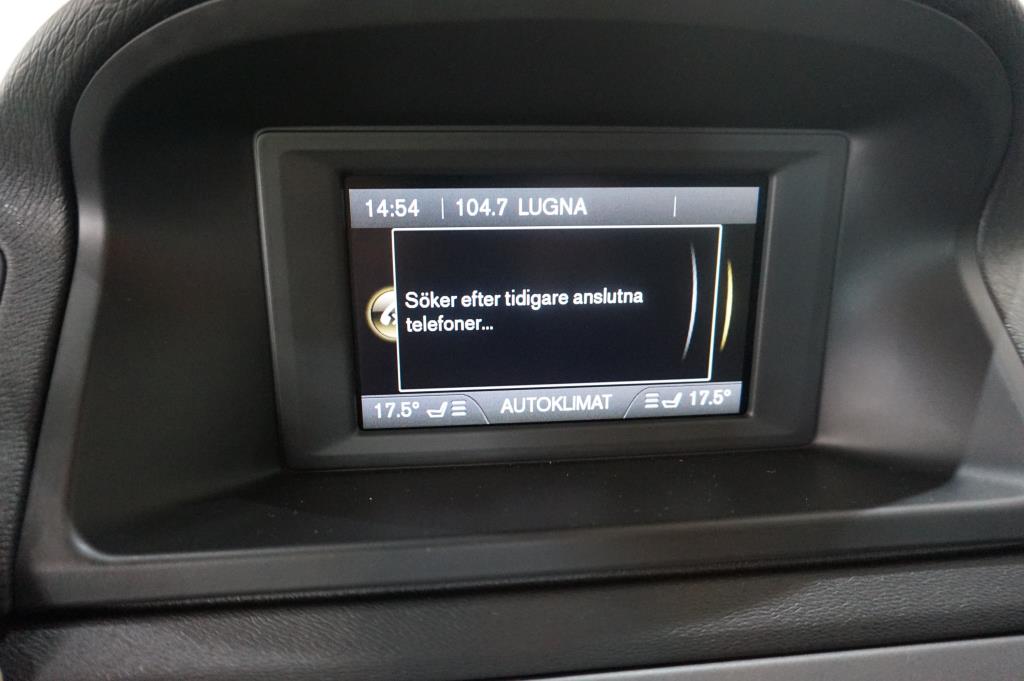 14:54 104.7 LUGNA
Söker efter tidigare anslutna
telefoner...
17.5° AUTOKLIMAT 17.5°